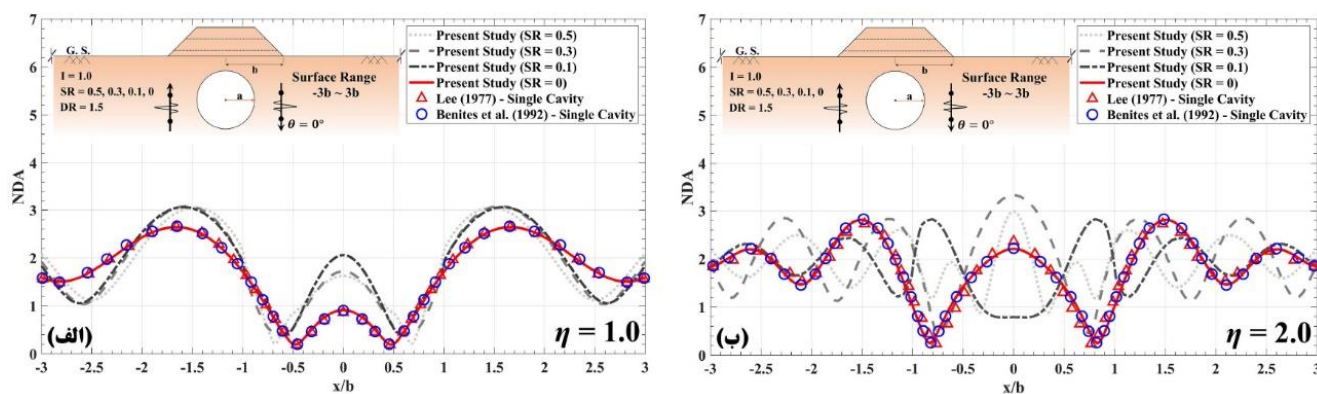 7
6
5
4
3
2
1
0
NDA
G. S.
I = 1.0
SR = 0.5, 0.3, 0.1, 0
DR = 1.5
a
b
Surface Range
-3b ~ 3b
θ = 0°
Present Study (SR = 0.5)
Present Study (SR = 0.3)
Present Study (SR = 0.1)
Present Study (SR = 0)
Lee (1977) - Single Cavity
Benites et al. (1992) - Single Cavity
(الف)
η = 1.0
-3 -2.5 -2 -1.5 -1 -0.5 0 0.5 1 1.5 2 2.5 3
x/b
7
6
5
4
3
2
1
0
NDA
G. S.
I = 1.0
SR = 0.5, 0.3, 0.1, 0
DR = 1.5
a
b
Surface Range
-3b ~ 3b
θ = 0°
Present Study (SR = 0.5)
Present Study (SR = 0.3)
Present Study (SR = 0.1)
Present Study (SR = 0)
Lee (1977) - Single Cavity
Benites et al. (1992) - Single Cavity
(ب)
η = 2.0
-3 -2.5 -2 -1.5 -1 -0.5 0 0.5 1 1.5 2 2.5 3
x/b